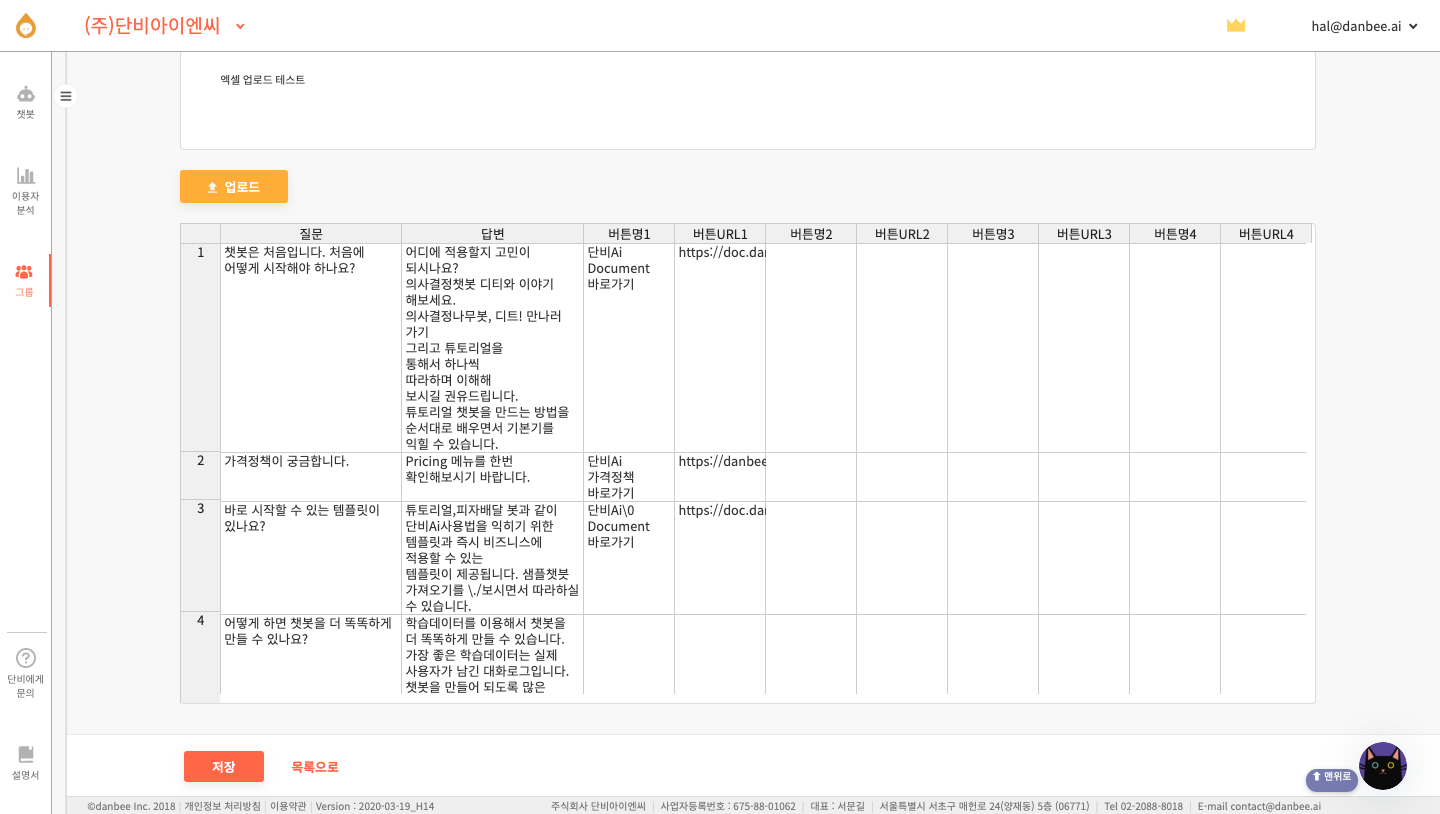 (주)단비아이엔씨
hal@danbee.ai
챗봇
이용자
분석
그룹
단비에게
문의
설명서
엑셀 업로드 테스트
업로드
질문 답변 버튼명1 버튼URL1 버튼명2 버튼URL2 버튼명3 버튼URL3 버튼명4 버튼URL4
1
챗봇은 처음입니다. 처음에
어떻게 시작해야 하나요?
어디에 적용할지 고민이
되시나요?
의사결정챗봇 디티와 이야기
해보세요.
의사결정나무봇, 디트! 만나러
가기
그리고 튜토리얼을
통해서 하나씩
따라하며 이해해
보시길 권유드립니다.
튜토리얼 챗봇을 만드는 방법을
순서대로 배우면서 기본기를
익힐 수 있습니다.
단비Ai
Document
바로가기
https://doc.dan
2
가격정책이 궁금합니다.
Pricing 메뉴를 한번
확인해보시기 바랍니다.
단비Ai
가격정책
바로가기
https://danbee
3
바로 시작할 수 있는 템플릿이
있나요?
튜토리얼,피자배달 봇과 같이
단비Ai사용법을 익히기 위한
템플릿과 즉시 비즈니스에
적용할 수 있는
템플릿이 제공됩니다. 샘플챗봇
가져오기를 \./보시면서 따라하실
수 있습니다.
단비Ai\0
Document
바로가기
https://doc.dan
4
어떻게 하면 챗봇을 더 똑똑하게
만들 수 있나요?
학습데이터를 이용해서 챗봇을
더 똑똑하게 만들 수 있습니다.
가장 좋은 학습데이터는 실제
사용자가 남긴 대화로그입니다.
챗봇을 만들어 되도록 많은
저장 목록으로
맨위로
©danbee Inc. 2018 | 개인정보 처리방침 | 이용약관 | Version : 2020-03-19_H14 주식회사 단비아이엔씨 | 사업자등록번호 : 675-88-01062 | 대표 : 서문길 | 서울특별시 서초구 매헌로 24(양재동) 5층 (06771) | Tel 02-2088-8018 | E-mail contact@danbee.ai